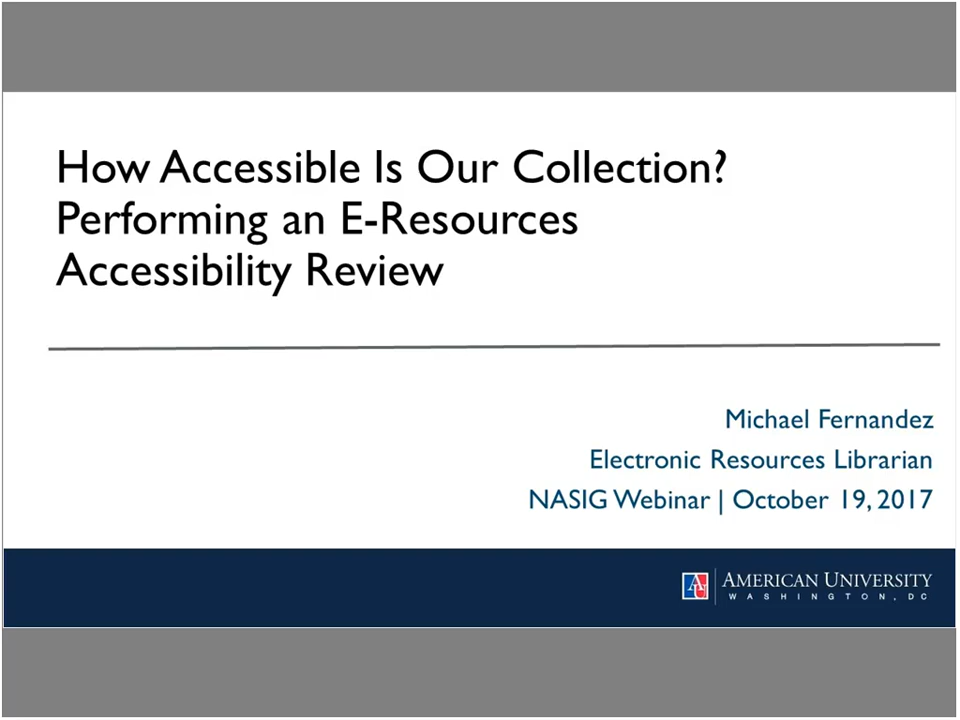 How Accessible Is Our Collection?
Performing an E-Resources
Accessibility Review
Michael Fernandez
Electronic Resources Librarian
NASIG Webinar | October 19, 2017
AU
AMERICAN UNIVERSITY
WASHINGTON, DC